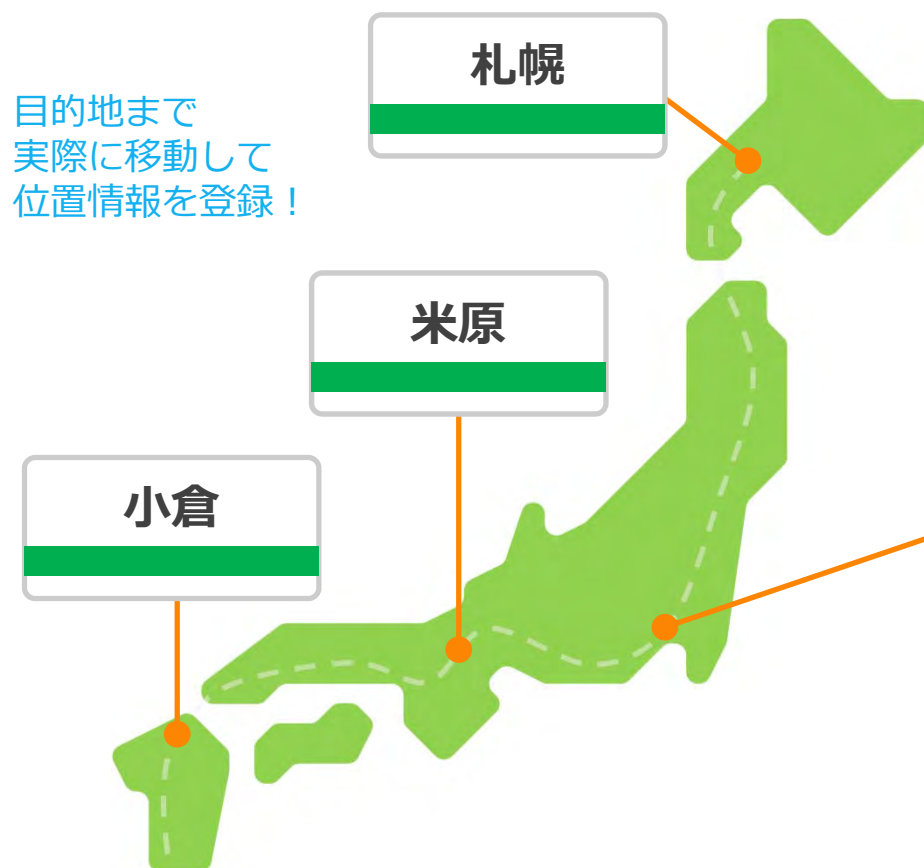 目的地まで
実際に移動して
位置情報を登録！
札幌
米原
小倉